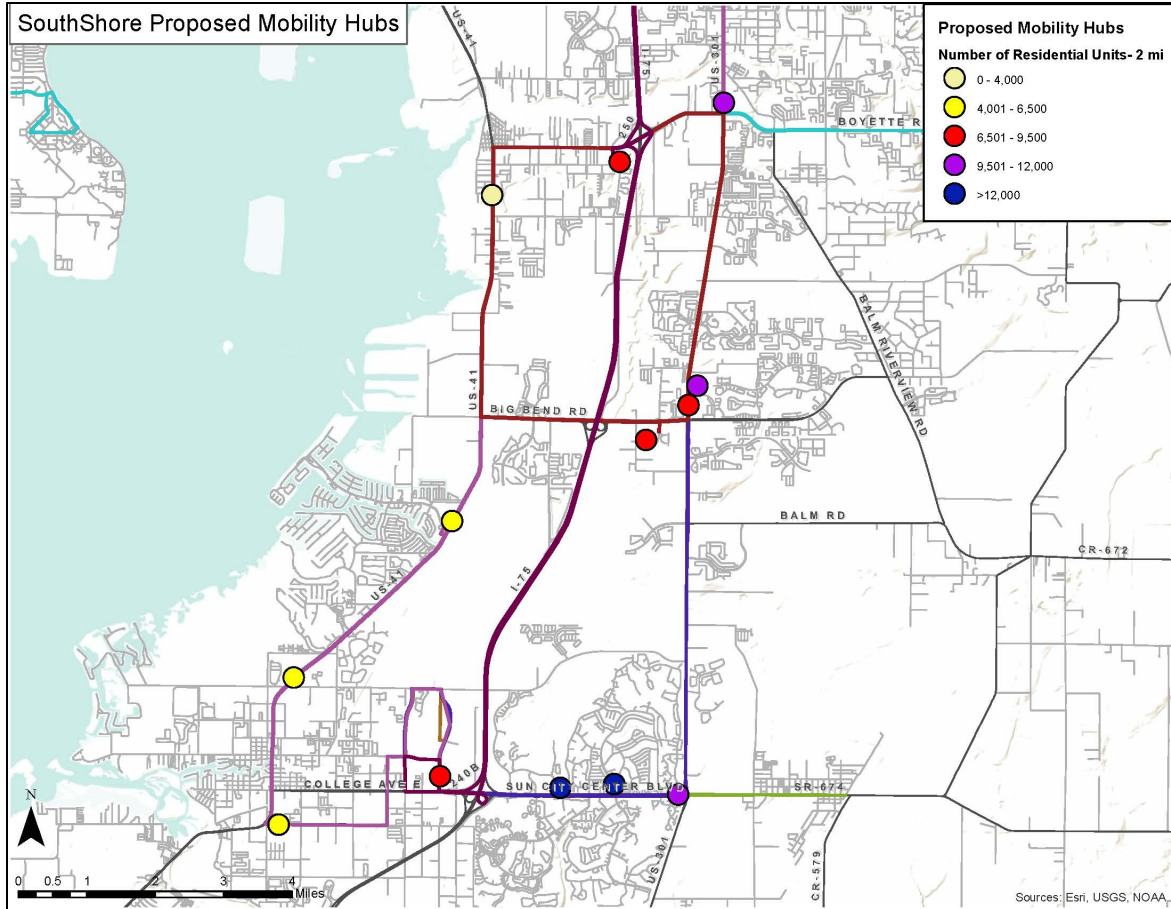 SouthShore Proposed Mobility Hubs
Proposed Mobility Hubs
Number of Residential Units- 2 mi
0 - 4,000
4,001 - 6,500
6,501 - 9,500
9,501 - 12,000
>12,000
US-41
I-75
US-301
250
BOYETTE R
BALM RIVERVIEW RD
US-41
BIG BEND RD
BALM RD
CR-672
US-41
I-75
COLLEGE AVE E
240B
SUN CITY CENTER BLVD
SR-674
US-301
CR-579
N
0 0.5 1 2 3 4
Miles
Sources: Esri, USGS, NOAA